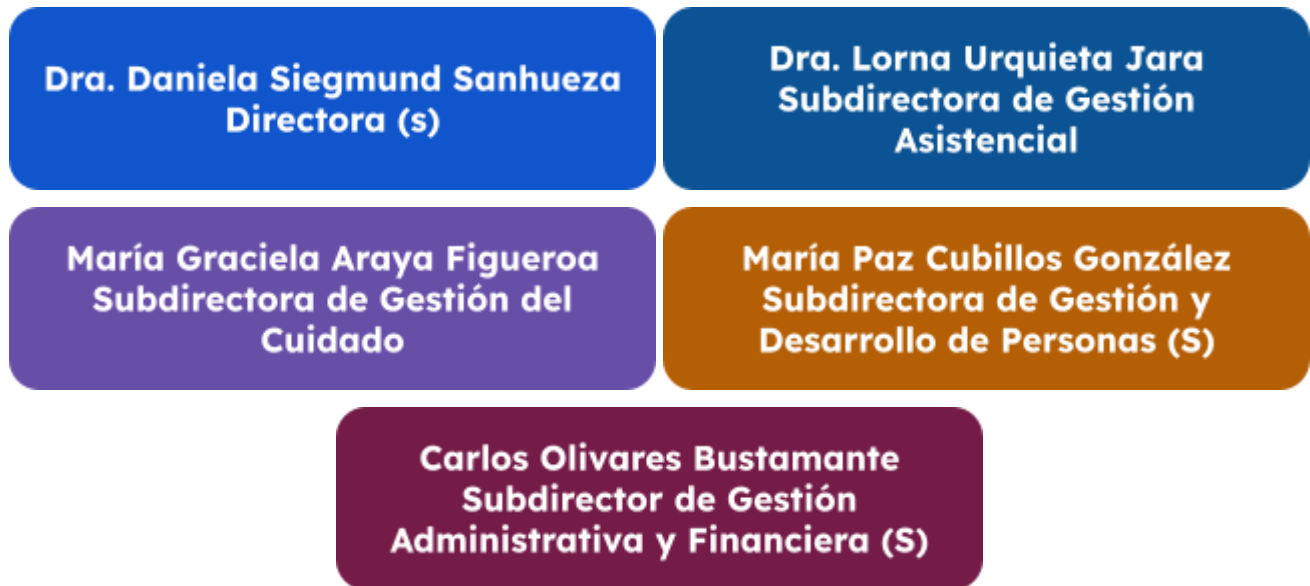 Dra. Daniela Siegmund Sanhueza
Directora (s)
Dra. Lorna Urquieta Jara
Subdirectora de Gestión
Asistencial
María Graciela Araya Figueroa
Subdirectora de Gestión del
Cuidado
María Paz Cubillos González
Subdirectora de Gestión y
Desarrollo de Personas (S)
Carlos Olivares Bustamante
Subdirector de Gestión
Administrativa y Financiera (S)